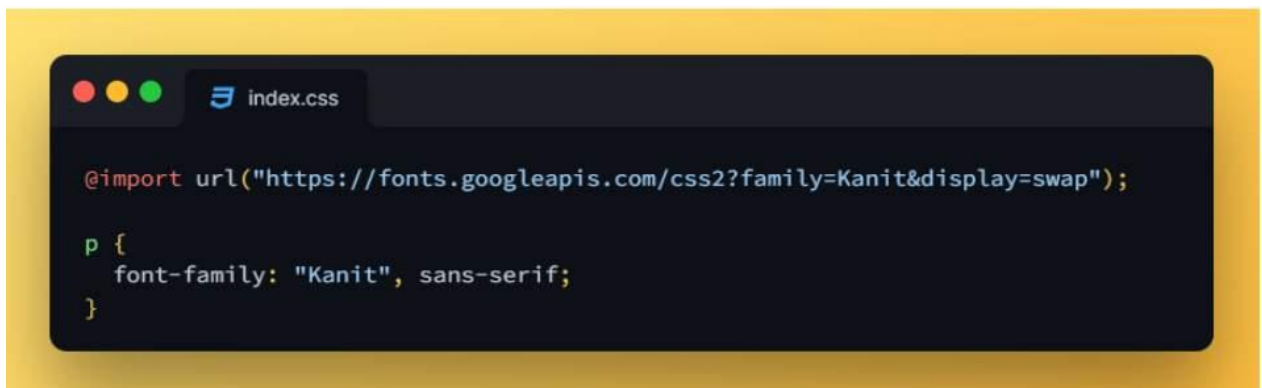 index.css
@import url("https://fonts.googleapis.com/css2?family=Kanit&display=swap");
p {
  font-family: "Kanit", sans-serif;
}